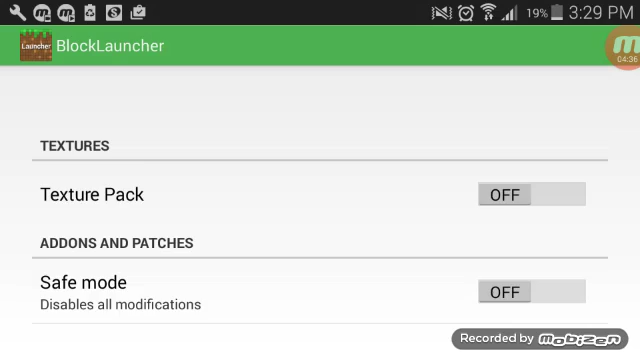 19% 3:29 PM
Launcher
BlockLauncher
04:36
TEXTURES
Texture Pack
OFF
ADDONS AND PATCHES
Safe mode
OFF
Disables all modifications
Recorded by mobizen